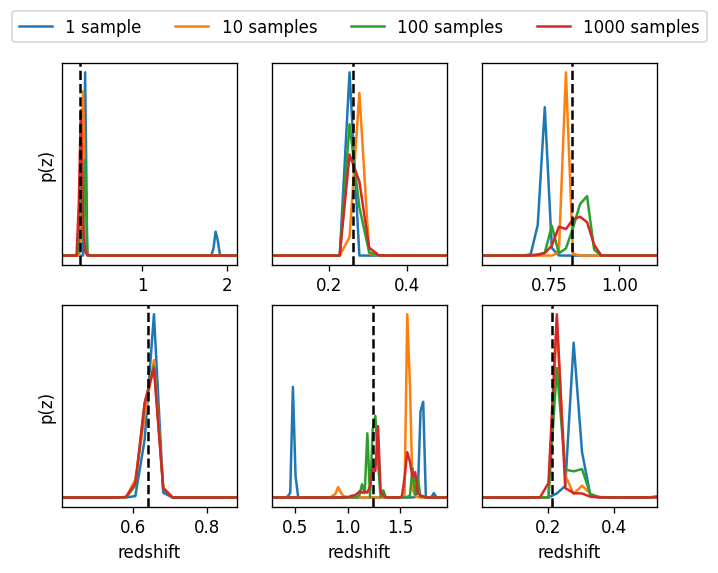 1 sample 10 samples 100 samples 1000 samples
p(z)
1 2
0.2 0.4
0.75 1.00
p(z)
0.6 0.8
0.5 1.0 1.5
0.2 0.4
redshift redshift redshift